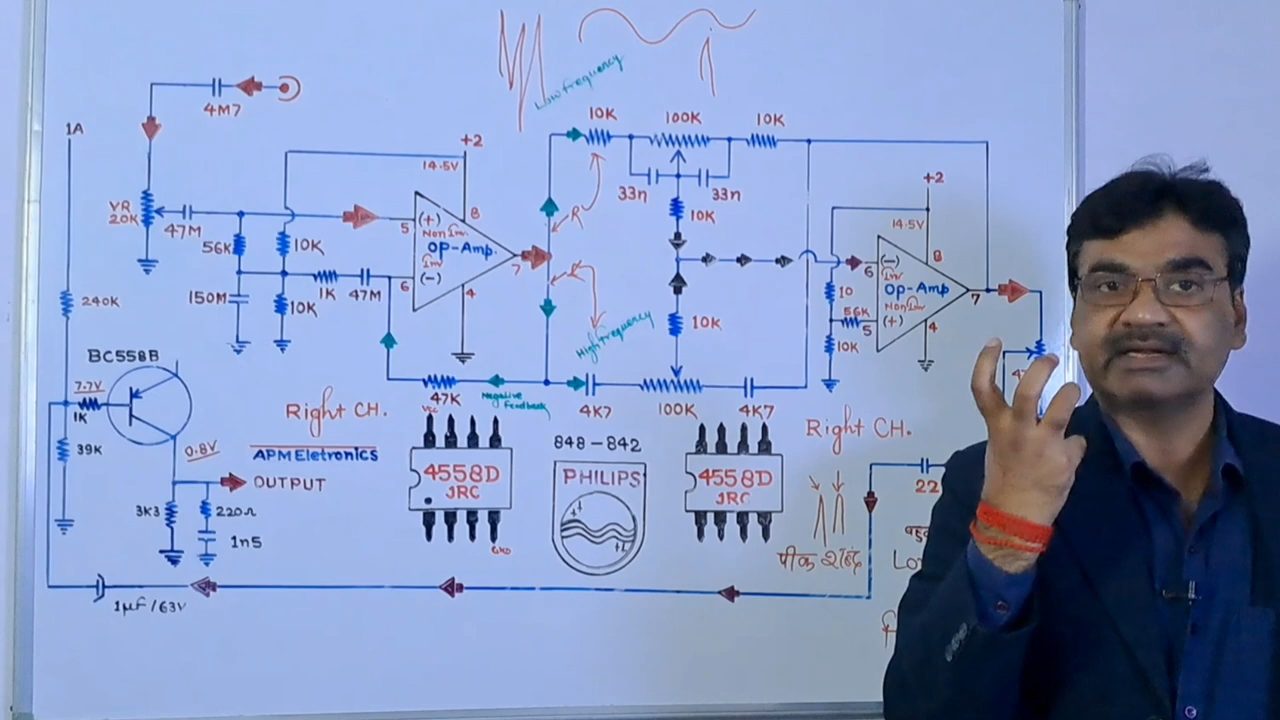 Low frequency
4M7
1A
10K
100K
10K
+2
14.5V
+2
VR
20K
47M
56K
10K
5
(+)
Non Inv.
OP-Amp.
Inv
(-)
6
7
8
4
R
33n
33n
10K
14.5V
8
6
(-)
Inv
OP-Amp
Non Inv
(+)
5
7
4
10
56K
10K
150M
10K
1K
47M
240K
10K
High frequency
BC558B
7.7V
1K
39K
0.8V
OUTPUT
3K3
220Ω
1n5
Right CH.
APM Eletronics
47K
Negative
Feedback
4K7
100K
4K7
Vcc
4558D
JRC
GND
848-842
PHILIPS
4558D
JRC
Right CH.
पीक साउंड
22
1µF/63V